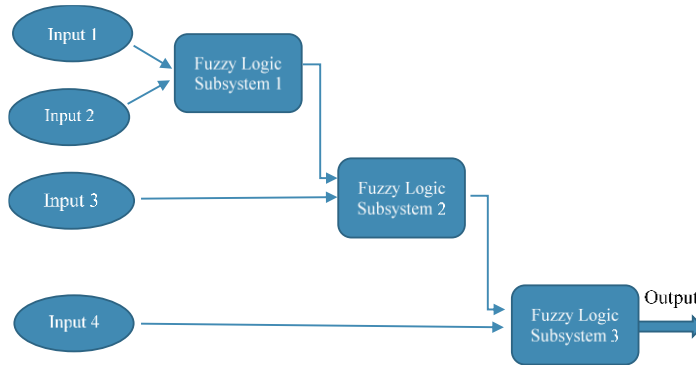 Input 1
Fuzzy Logic
Subsystem 1
Input 2
Input 3
Fuzzy Logic
Subsystem 2
Input 4
Fuzzy Logic
Subsystem 3
Output